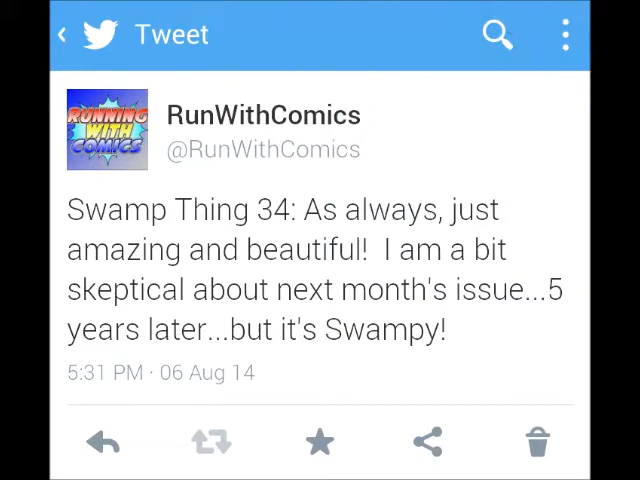 Tweet
RUNNING
WITH
COMICS
RunWithComics
@RunWithComics
Swamp Thing 34: As always, just
amazing and beautiful!  I am a bit
skeptical about next month's issue...5
years later...but it's Swampy!
5:31 PM · 06 Aug 14